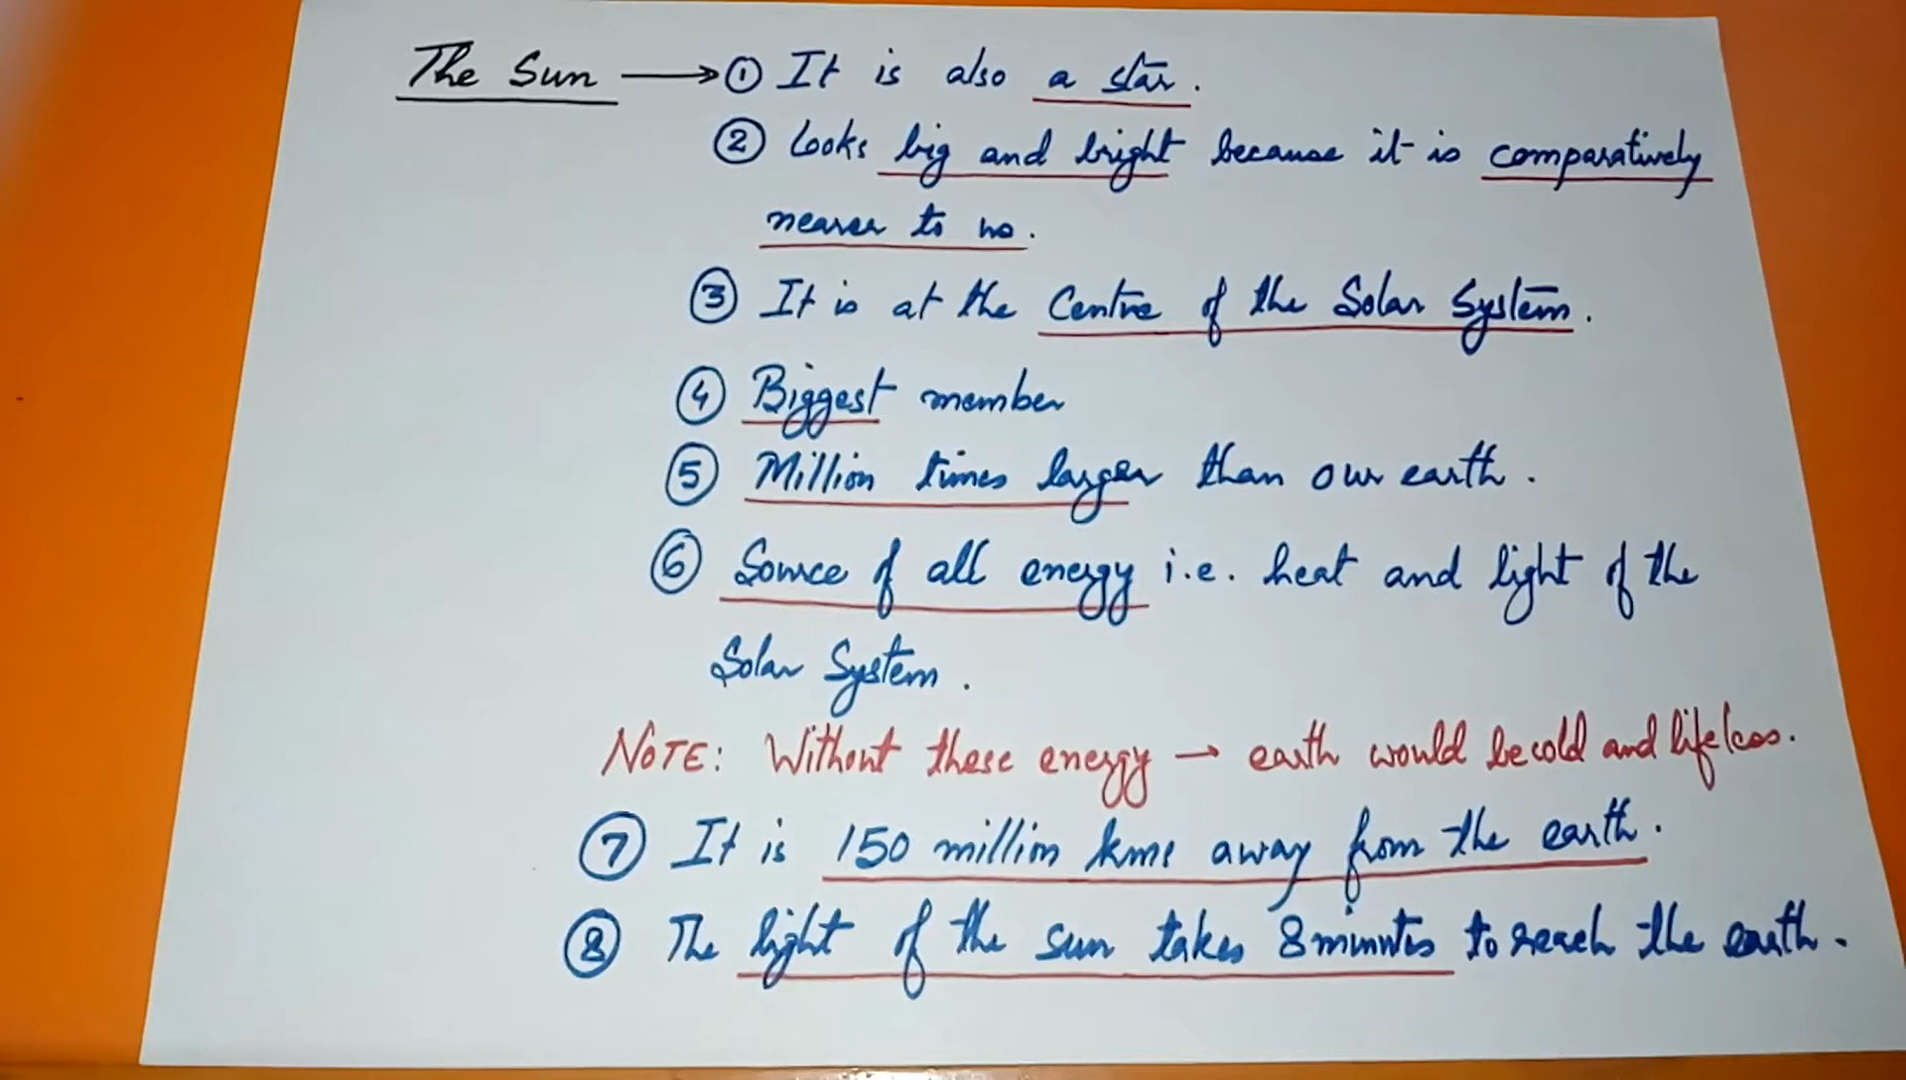 The Sun → ① It is also a star.
② Looks big and bright because it is comparatively
nearer to us.
③ It is at the Centre of the Solar System.
④ Biggest member
⑤ Million times larger than our earth.
⑥ Source of all energy i.e. heat and light of the
Solar System.
NOTE: Without these energy → earth would be cold and lifeless.
⑦ It is 150 million kms away from the earth.
⑧ The light of the sun takes 8 minutes to reach the earth.